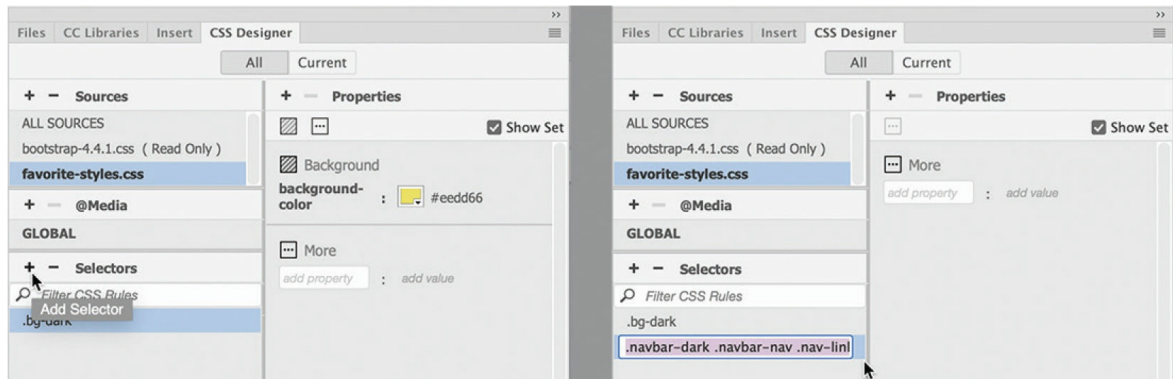 Files CC Libraries Insert CSS Designer
All Current
+ − Sources
ALL SOURCES
bootstrap-4.4.1.css ( Read Only )
favorite-styles.css
+ − @Media
GLOBAL
+ − Selectors
Filter CSS Rules
Add Selector
.bg-dark
+ − Properties
Show Set
Background
background-
color : #eedd66
More
add property : add value
Files CC Libraries Insert CSS Designer
All Current
+ − Sources
ALL SOURCES
bootstrap-4.4.1.css ( Read Only )
favorite-styles.css
+ − @Media
GLOBAL
+ − Selectors
Filter CSS Rules
.bg-dark
.navbar-dark .navbar-nav .nav-linl
+ − Properties
Show Set
More
add property : add value